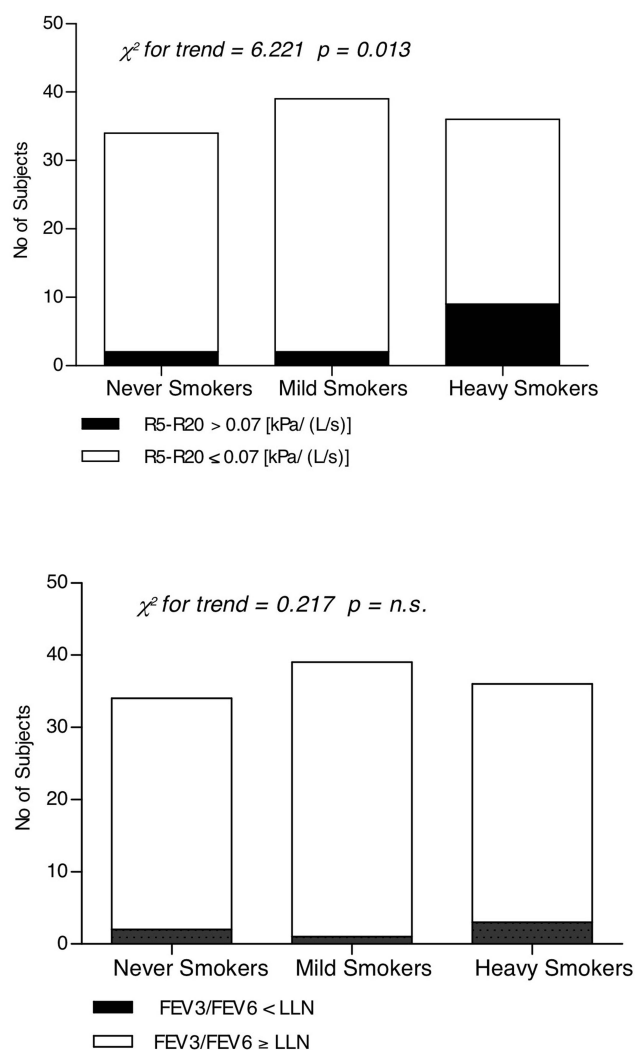 50
χ² for trend = 6.221 p = 0.013
40
30
No of Subjects
20
10
0
Never Smokers Mild Smokers Heavy Smokers
R5-R20 > 0.07 [kPa/ (L/s)]
R5-R20 ≤ 0.07 [kPa/ (L/s)]
50
χ² for trend = 0.217 p = n.s.
40
30
No of Subjects
20
10
0
Never Smokers Mild Smokers Heavy Smokers
FEV3/FEV6 < LLN
FEV3/FEV6 ≥ LLN